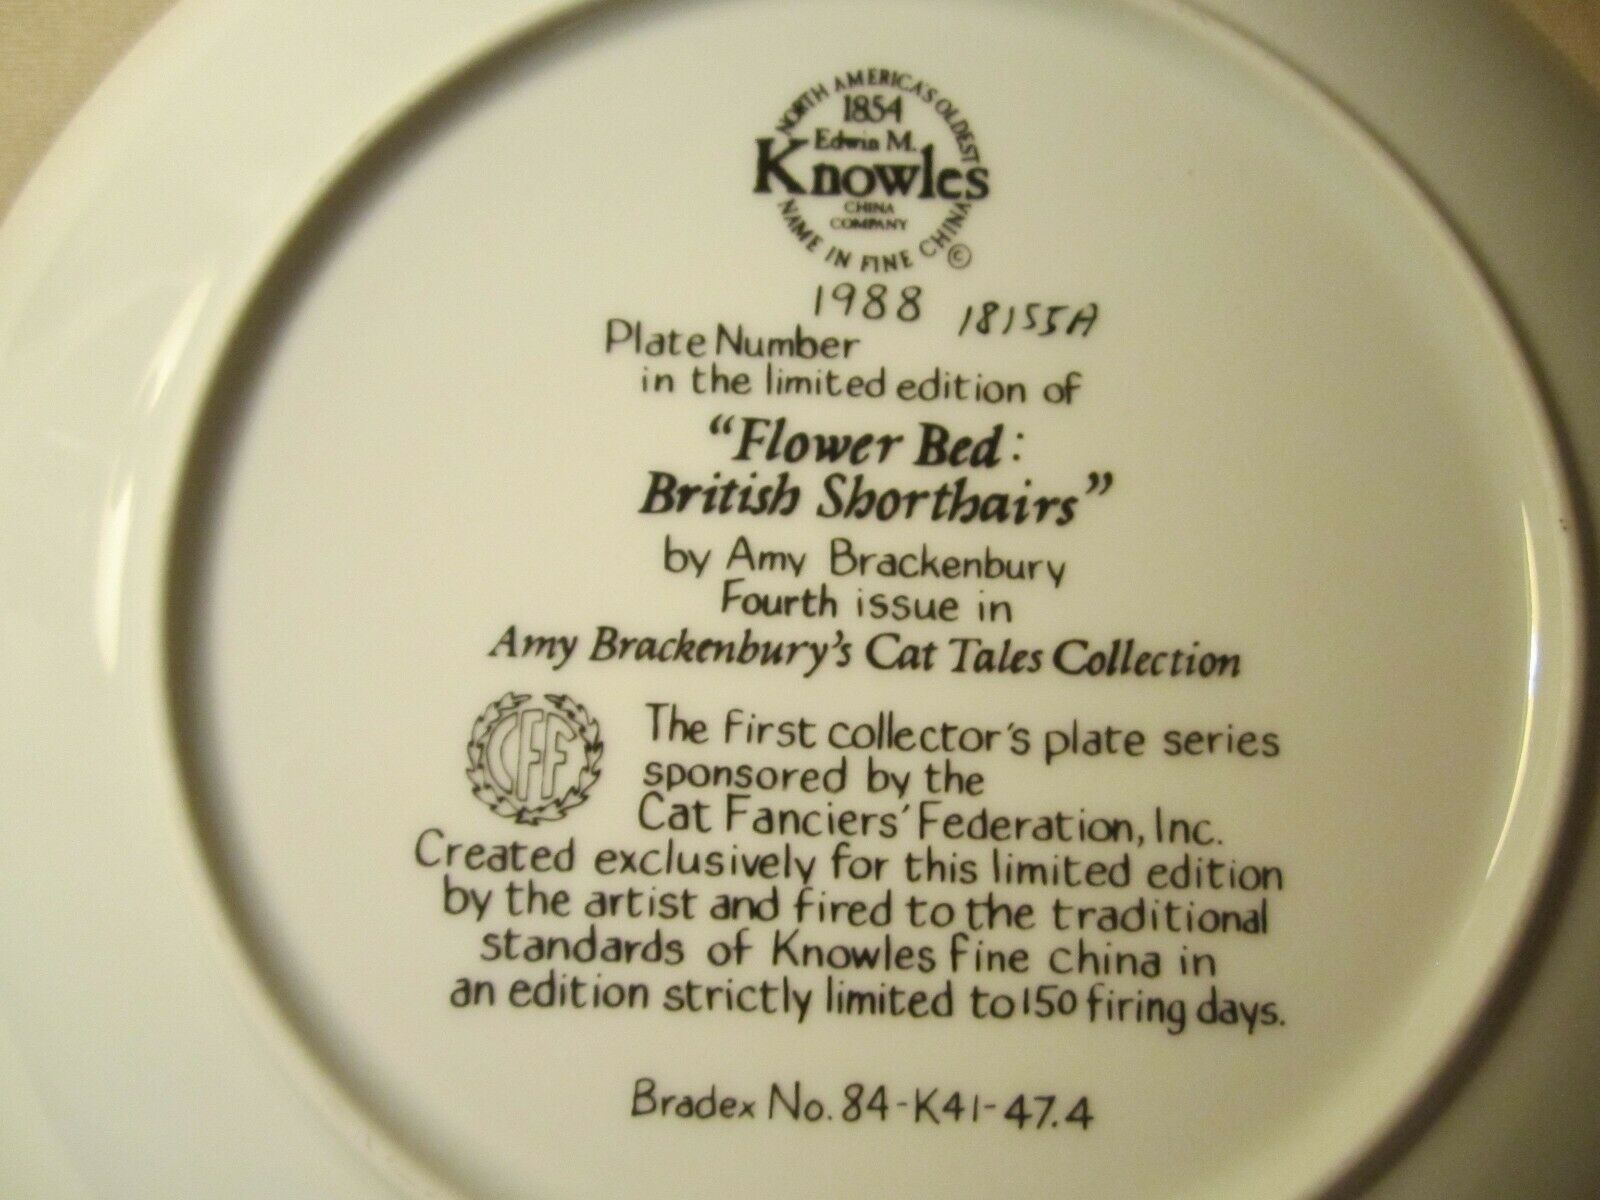 NORTH AMERICA'S OLDEST
1854
Edwin M.
Knowles
CHINA
COMPANY
NAME IN FINE CHINA ©
1988 18155A
Plate Number
in the limited edition of
"Flower Bed:
British Shorthairs"
by Amy Brackenbury
Fourth issue in
Amy Brackenbury's Cat Tales Collection
CFF
The first collector's plate series
sponsored by the
Cat Fanciers' Federation, Inc.
Created exclusively for this limited edition
by the artist and fired to the traditional
standards of Knowles fine china in
an edition strictly limited to 150 firing days.
Bradex No. 84-K41-47.4